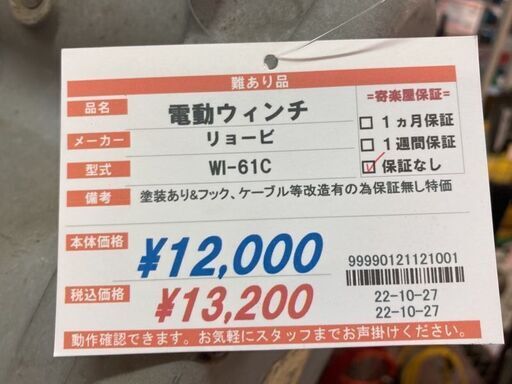 難あり品
品名 電動ウィンチ
メーカー リョービ
型式 WI-61C
備考 塗装あり&フック、ケーブル等改造有の為保証無し特価
=寄楽屋保証=
1ヵ月保証
1週間保証
保証なし
本体価格 ¥12,000
税込価格 ¥13,200
99990121121001
22-10-27
22-10-27
動作確認できます。お気軽にスタッフまでお声掛けください。